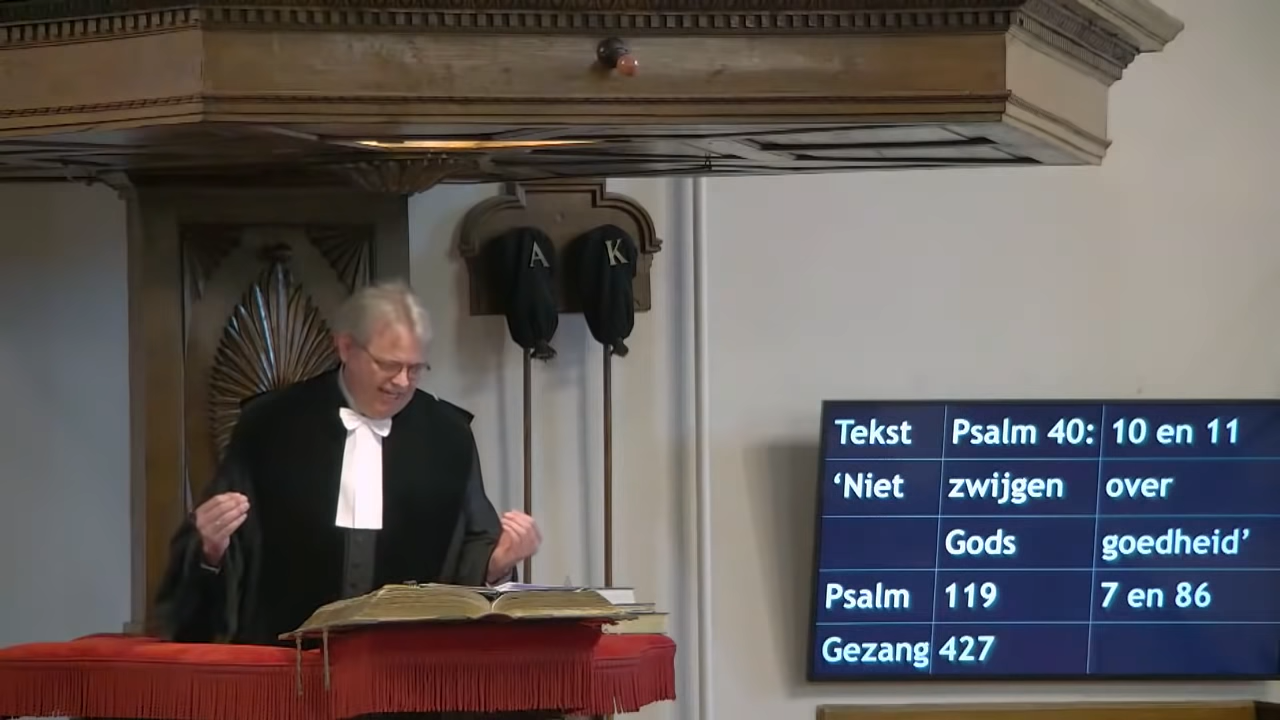 A K
Tekst Psalm 40: 10 en 11
‘Niet zwijgen over
Gods goedheid’
Psalm 119 7 en 86
Gezang 427